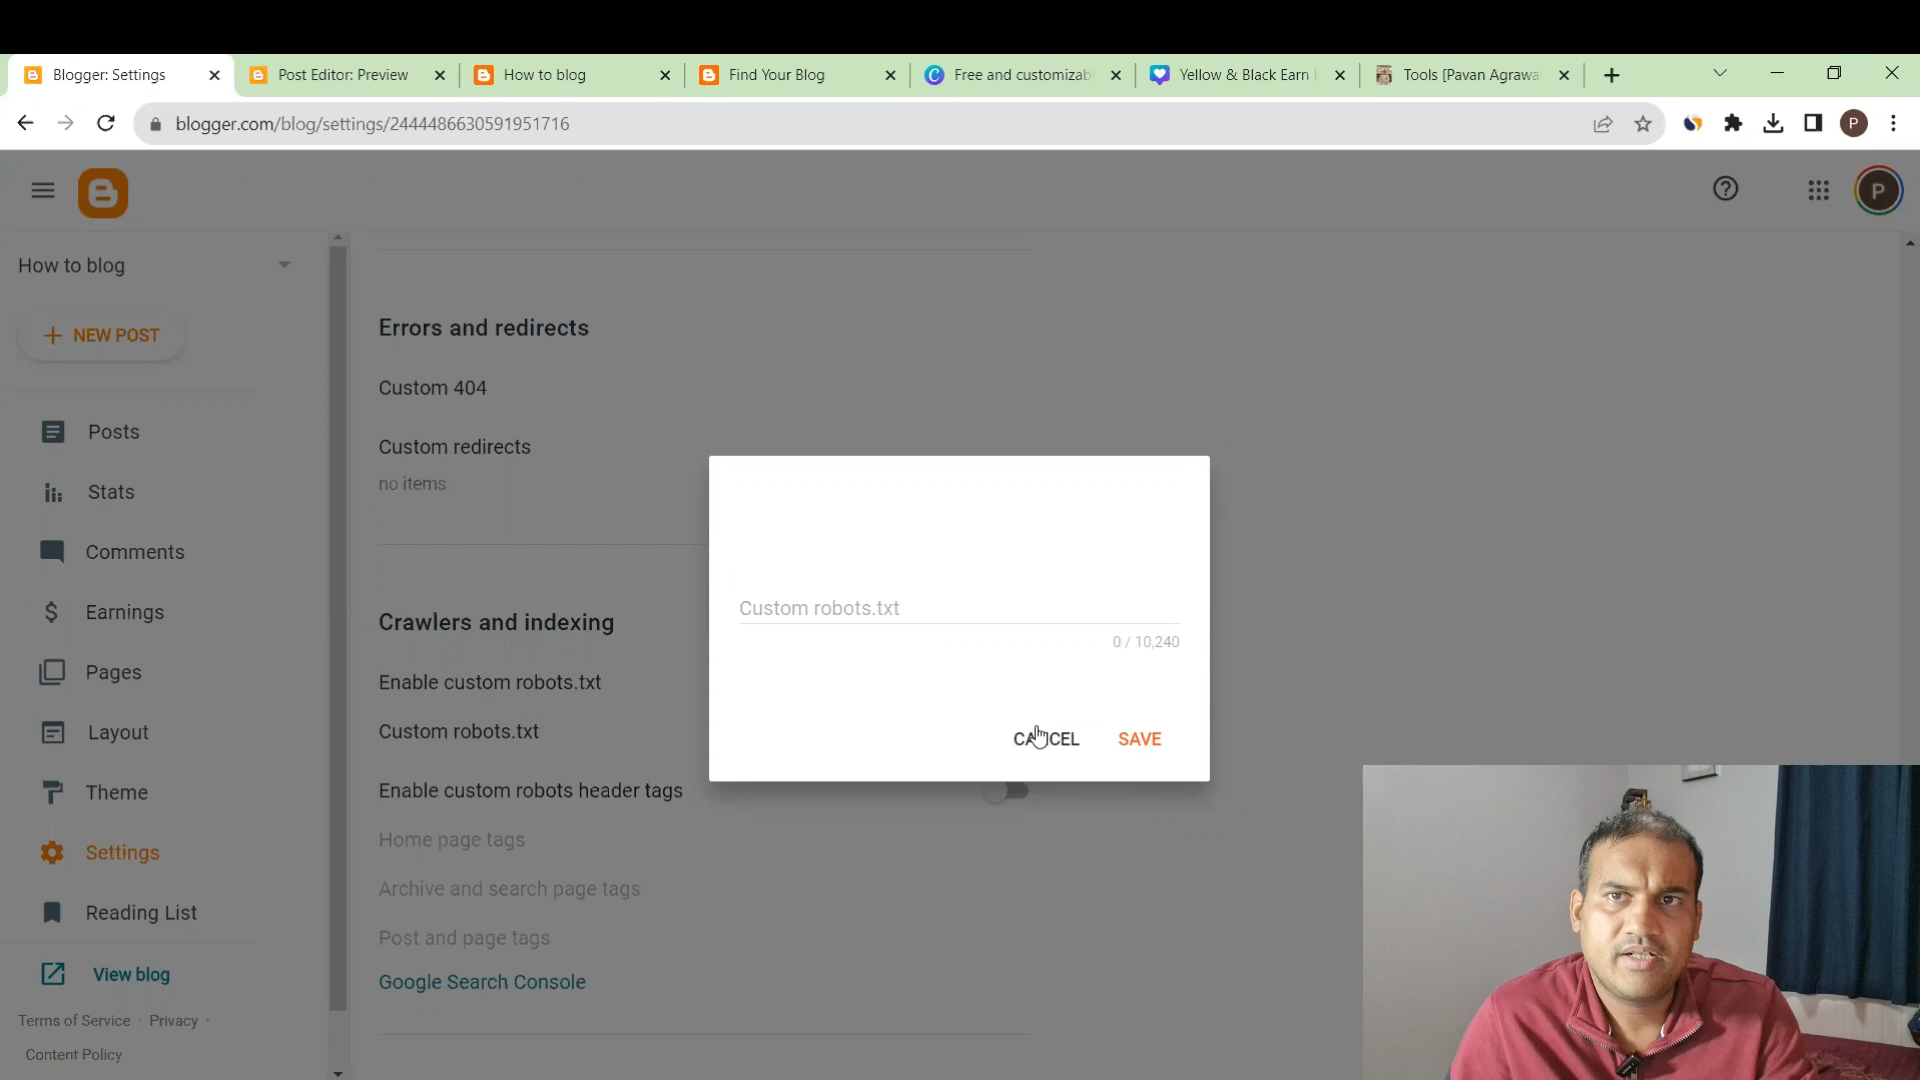 Blogger: Settings
Post Editor: Preview
How to blog
Find Your Blog
Free and customizab
Yellow & Black Earn
Tools [Pavan Agrawa
blogger.com/blog/settings/2444486630591951716
P
P
How to blog
NEW POST
Posts
Stats
Comments
Earnings
Pages
Layout
Theme
Settings
Reading List
View blog
Terms of Service · Privacy ·
Content Policy
Errors and redirects
Custom 404
Custom redirects
no items
Crawlers and indexing
Enable custom robots.txt
Custom robots.txt
Enable custom robots header tags
Home page tags
Archive and search page tags
Post and page tags
Google Search Console
Custom robots.txt
0 / 10,240
CANCEL
SAVE